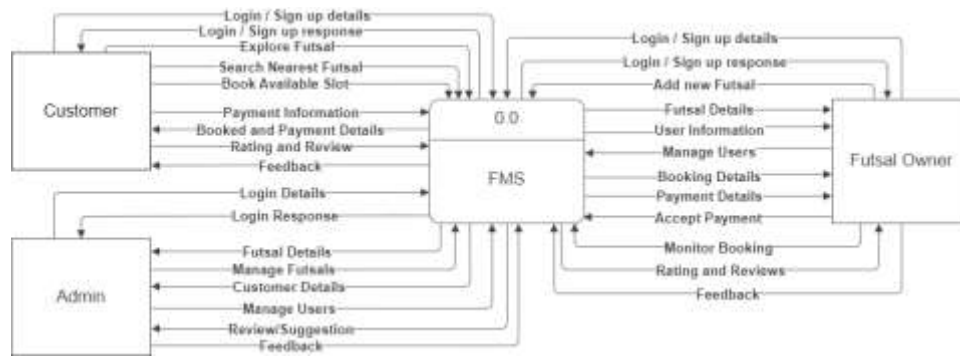 Login / Sign up details
Login / Sign up response
Explore Futsal
Search Nearest Futsal
Book Available Slot
Customer
Payment Information
Booked and Payment Details
Rating and Review
Feedback
Login Details
Login Response
Futsal Details
Manage Futsals
Customer Details
Admin
Manage Users
Review/Suggestion
Feedback
0.0
FMS
Login / Sign up details
Login / Sign up response
Add new Futsal
Futsal Details
User Information
Manage Users
Futsal Owner
Booking Details
Payment Details
Accept Payment
Monitor Booking
Rating and Reviews
Feedback